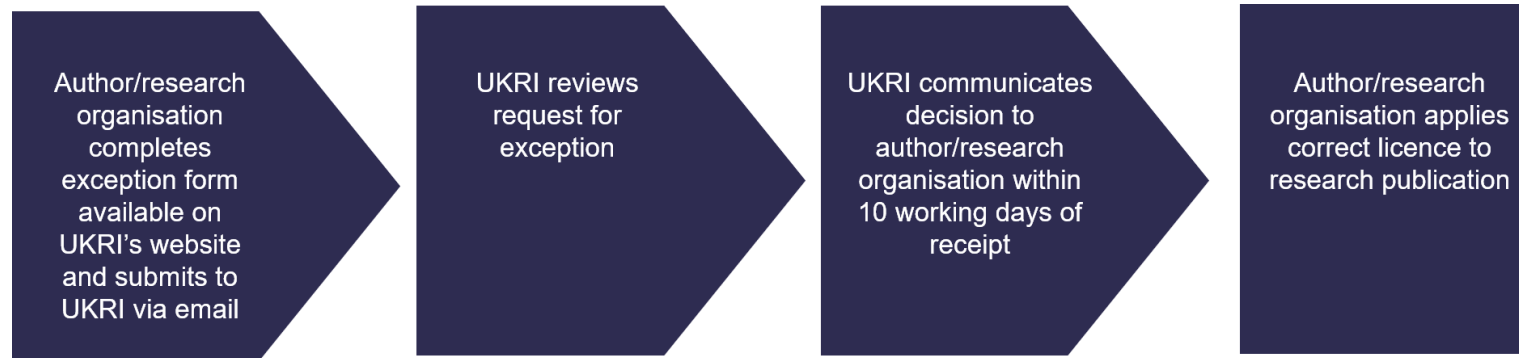 Author/research
organisation
completes
exception form
available on
UKRI’s website
and submits to
UKRI via email
UKRI reviews
request for
exception
UKRI communicates
decision to
author/research
organisation within
10 working days of
receipt
Author/research
organisation applies
correct licence to
research publication